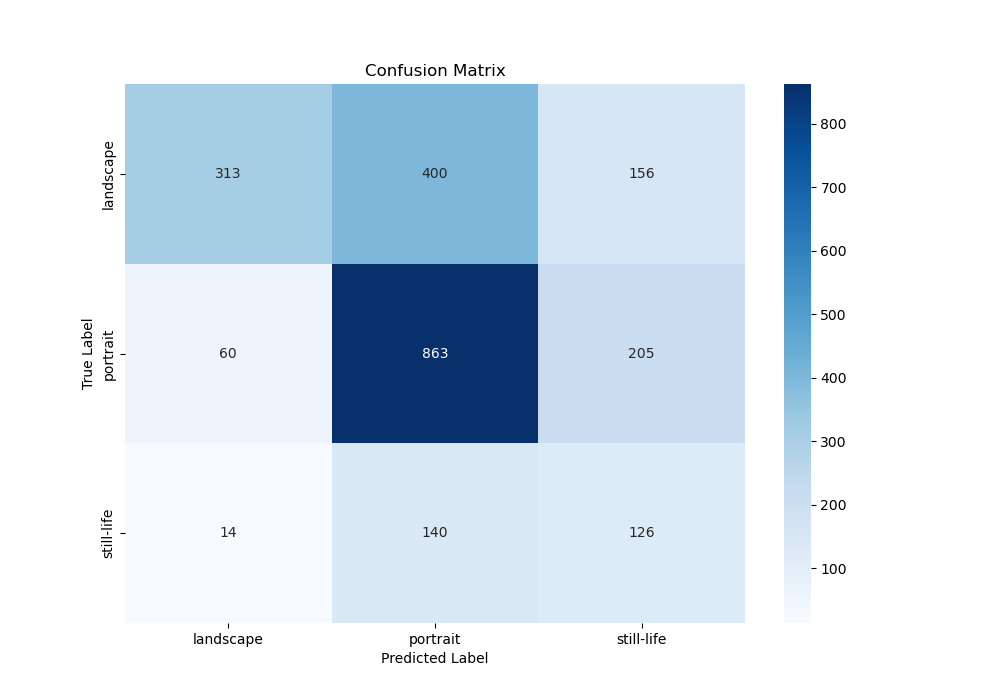 Confusion Matrix
True Label
landscape
313
400
156
portrait
60
863
205
still-life
14
140
126
landscape
portrait
still-life
Predicted Label
800
700
600
500
400
300
200
100